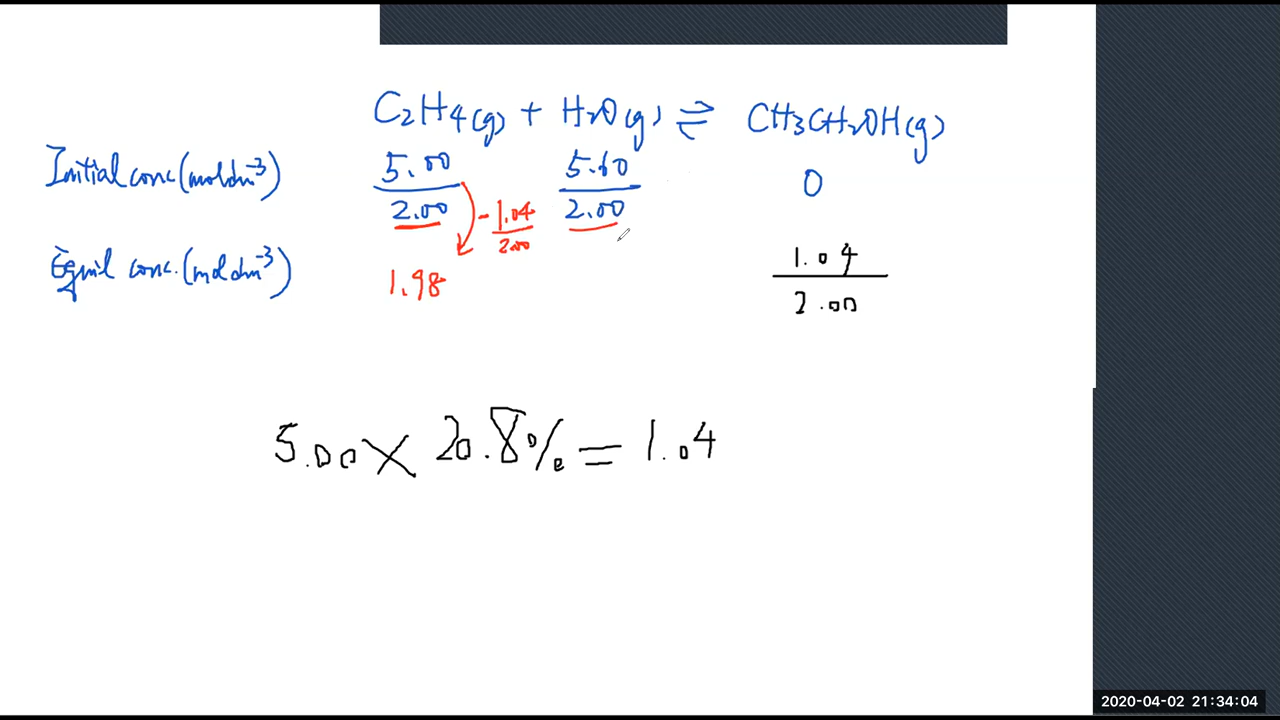 C2H4(g) + H2O(g) ⇌ CH3CH2OH(g)
Initial conc (mol dm⁻³) 5.00/2.00 5.60/2.00 0
-1.04/2.00
Equil conc. (mol dm⁻³) 1.98 1.04/2.00
5.00 × 20.8% = 1.04
2020-04-02 21:34:04